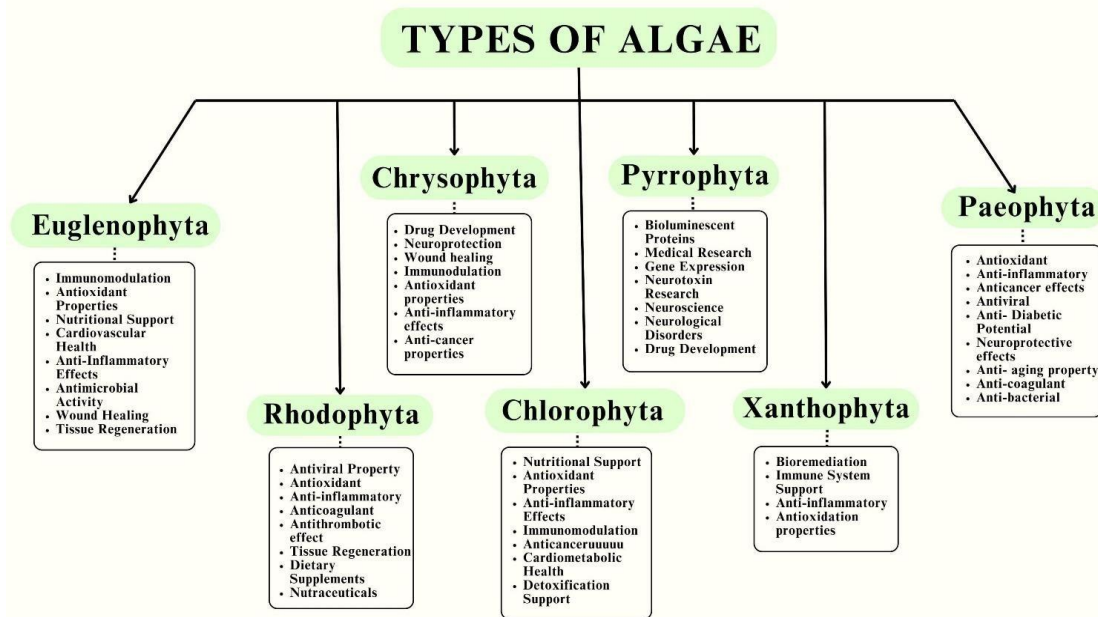 TYPES OF ALGAE
Euglenophyta
• Immunomodulation
• Antioxidant
Properties
• Nutritional Support
• Cardiovascular
Health
• Anti-Inflammatory
Effects
• Antimicrobial
Activity
• Wound Healing
• Tissue Regeneration
Rhodophyta
• Antiviral Property
• Antioxidant
• Anti-inflammatory
• Anticoagulant
• Antithrombotic
effect
• Tissue Regeneration
• Dietary
Supplements
• Nutraceuticals
Chrysophyta
• Drug Development
• Neuroprotection
• Wound healing
• Immunodulation
• Antioxidant
properties
• Anti-inflammatory
effects
• Anti-cancer
properties
Chlorophyta
• Nutritional Support
• Antioxidant
Properties
• Anti-inflammatory
Effects
• Immunomodulation
• Anticanceruuuuu
• Cardiometabolic
Health
• Detoxification
Support
Pyrrophyta
• Bioluminescent
Proteins
• Medical Research
• Gene Expression
• Neurotoxin
Research
• Neuroscience
• Neurological
Disorders
• Drug Development
Xanthophyta
• Bioremediation
• Immune System
Support
• Anti-inflammatory
• Antioxidation
properties
Paeophyta
• Antioxidant
• Anti-inflammatory
• Anticancer effects
• Antiviral
• Anti- Diabetic
Potential
• Neuroprotective
effects
• Anti- aging property
• Anti-coagulant
• Anti-bacterial